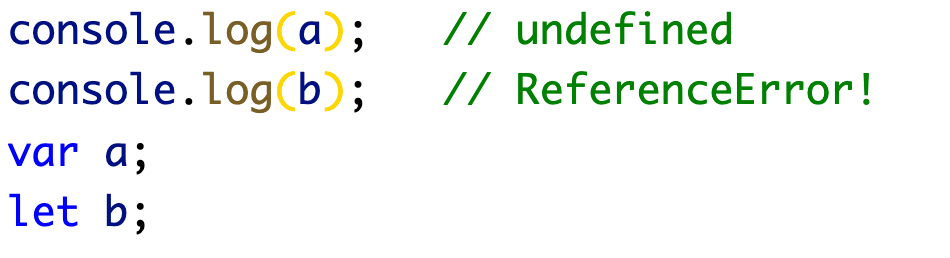 console.log(a);   // undefined
console.log(b);   // ReferenceError!
var a;
let b;